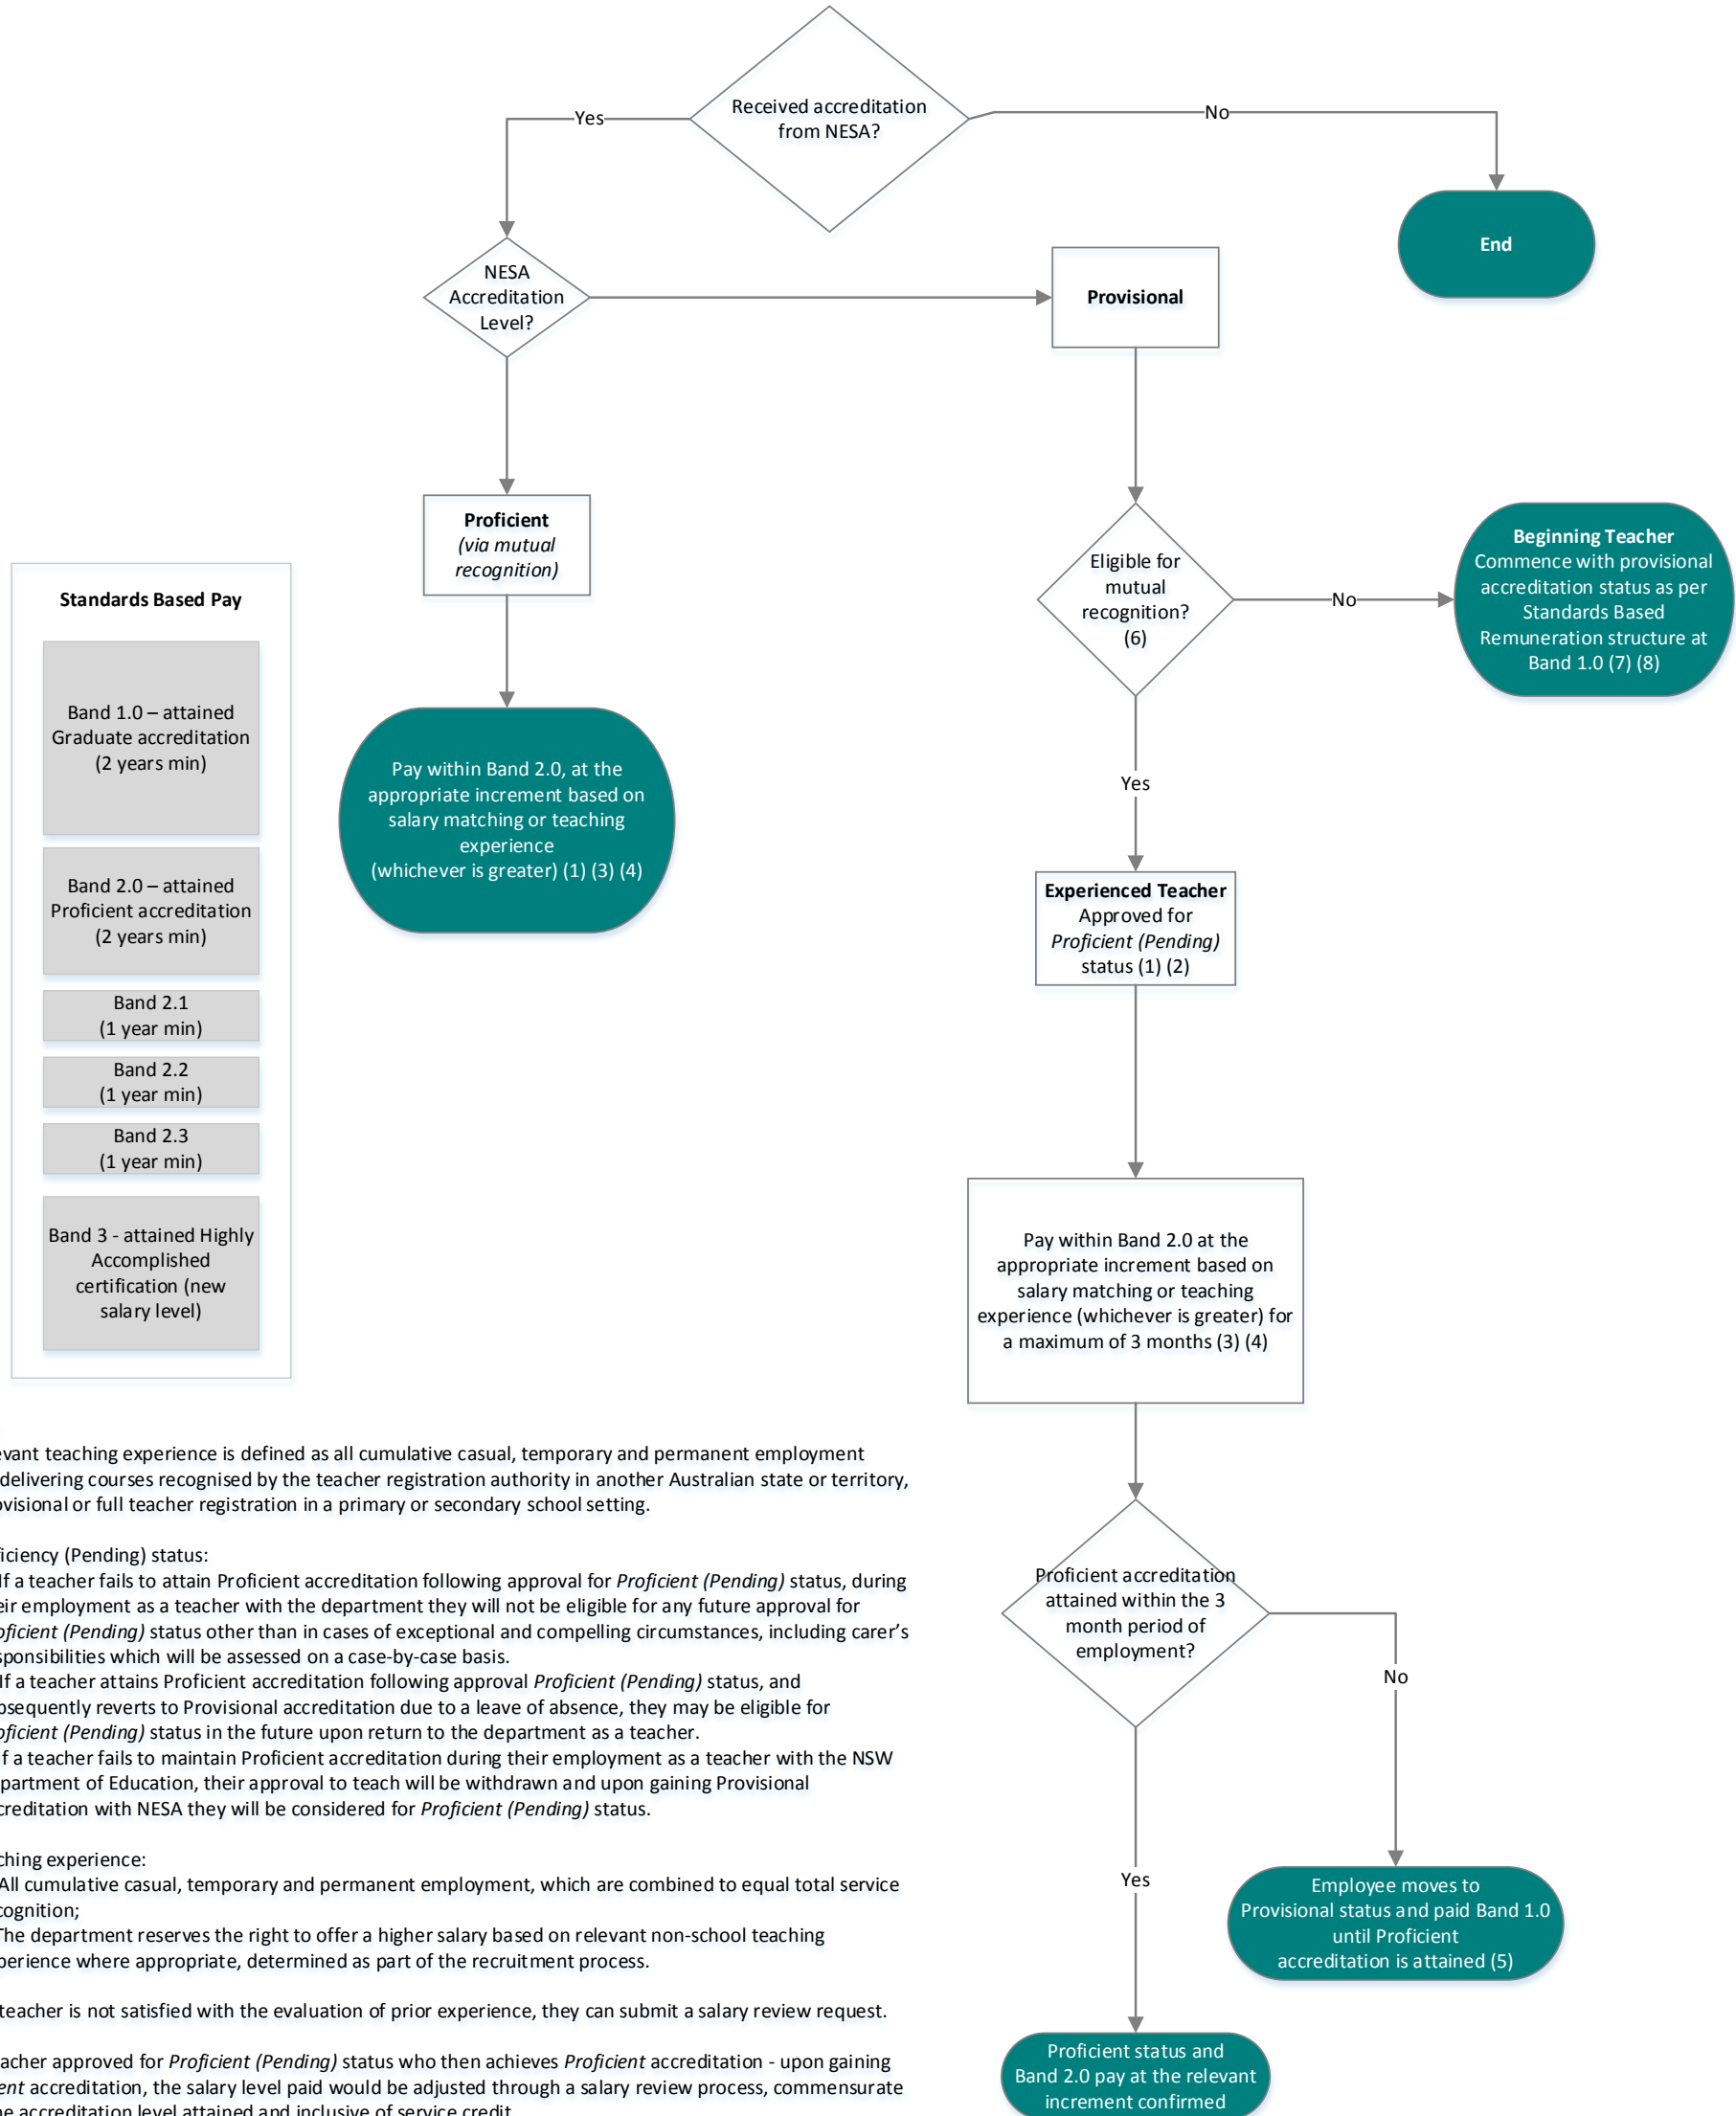 Received accreditation
from NESA?
Yes
No
End
NESA
Accreditation
Level?
Provisional
Proficient
(via mutual
recognition)
Eligible for
mutual
recognition?
(6)
No
Beginning Teacher
Commence with provisional
accreditation status as per
Standards Based
Remuneration structure at
Band 1.0 (7) (8)
Standards Based Pay
Band 1.0 – attained
Graduate accreditation
(2 years min)
Band 2.0 – attained
Proficient accreditation
(2 years min)
Band 2.1
(1 year min)
Band 2.2
(1 year min)
Band 2.3
(1 year min)
Band 3 - attained Highly
Accomplished
certification (new
salary level)
Pay within Band 2.0, at the
appropriate increment based on
salary matching or teaching
experience
(whichever is greater) (1) (3) (4)
Yes
Experienced Teacher
Approved for
Proficient (Pending)
status (1) (2)
Pay within Band 2.0 at the
appropriate increment based on
salary matching or teaching
experience (whichever is greater) for
a maximum of 3 months (3) (4)
Proficient accreditation
attained within the 3
month period of
employment?
No
Yes
Employee moves to
Provisional status and paid Band 1.0
until Proficient
accreditation is attained (5)
Proficient status and
Band 2.0 pay at the relevant
increment confirmed
evant teaching experience is defined as all cumulative casual, temporary and permanent employment
delivering courses recognised by the teacher registration authority in another Australian state or territory,
ovisional or full teacher registration in a primary or secondary school setting.
ficiency (Pending) status:
If a teacher fails to attain Proficient accreditation following approval for Proficient (Pending) status, during
eir employment as a teacher with the department they will not be eligible for any future approval for
oficient (Pending) status other than in cases of exceptional and compelling circumstances, including carer’s
sponsibilities which will be assessed on a case-by-case basis.
If a teacher attains Proficient accreditation following approval Proficient (Pending) status, and
bsequently reverts to Provisional accreditation due to a leave of absence, they may be eligible for
oficient (Pending) status in the future upon return to the department as a teacher.
f a teacher fails to maintain Proficient accreditation during their employment as a teacher with the NSW
partment of Education, their approval to teach will be withdrawn and upon gaining Provisional
creditation with NESA they will be considered for Proficient (Pending) status.
ching experience:
All cumulative casual, temporary and permanent employment, which are combined to equal total service
cognition;
The department reserves the right to offer a higher salary based on relevant non-school teaching
perience where appropriate, determined as part of the recruitment process.
teacher is not satisfied with the evaluation of prior experience, they can submit a salary review request.
acher approved for Proficient (Pending) status who then achieves Proficient accreditation - upon gaining
ent accreditation, the salary level paid would be adjusted through a salary review process, commensurate
he accreditation level attained and inclusive of service credit.